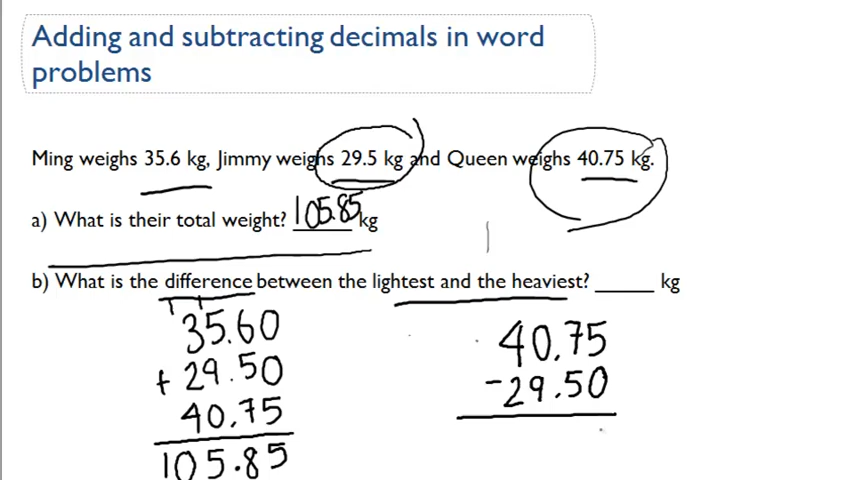 Adding and subtracting decimals in word
problems
Ming weighs 35.6 kg, Jimmy weighs 29.5 kg and Queen weighs 40.75 kg.
a) What is their total weight? 105.85 kg
b) What is the difference between the lightest and the heaviest? ______ kg
1 1
35.60
+ 29.50
40.75
105.85
40.75
-29.50